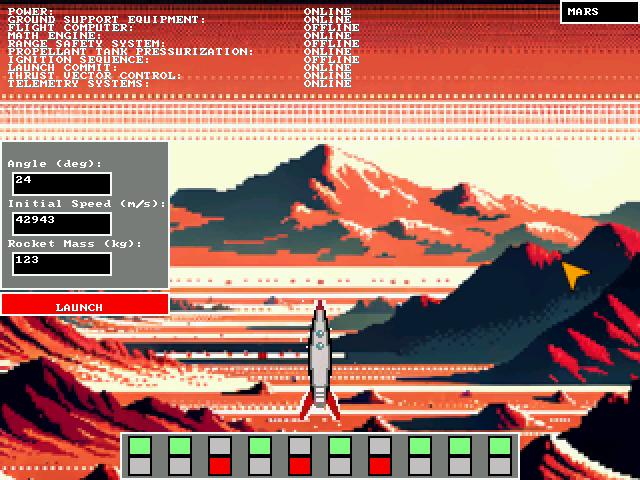 POWER: ONLINE
GROUND SUPPORT EQUIPMENT: ONLINE
FLIGHT COMPUTER: OFFLINE
MATH ENGINE: ONLINE
RANGE SAFETY SYSTEM: OFFLINE
PROPELLANT TANK PRESSURIZATION: ONLINE
IGNITION SEQUENCE: OFFLINE
LAUNCH COMMIT: ONLINE
THRUST VECTOR CONTROL: ONLINE
TELEMETRY SYSTEMS: ONLINE
MARS
Angle (deg):
24
Initial Speed (m/s):
42943
Rocket Mass (kg):
123
LAUNCH